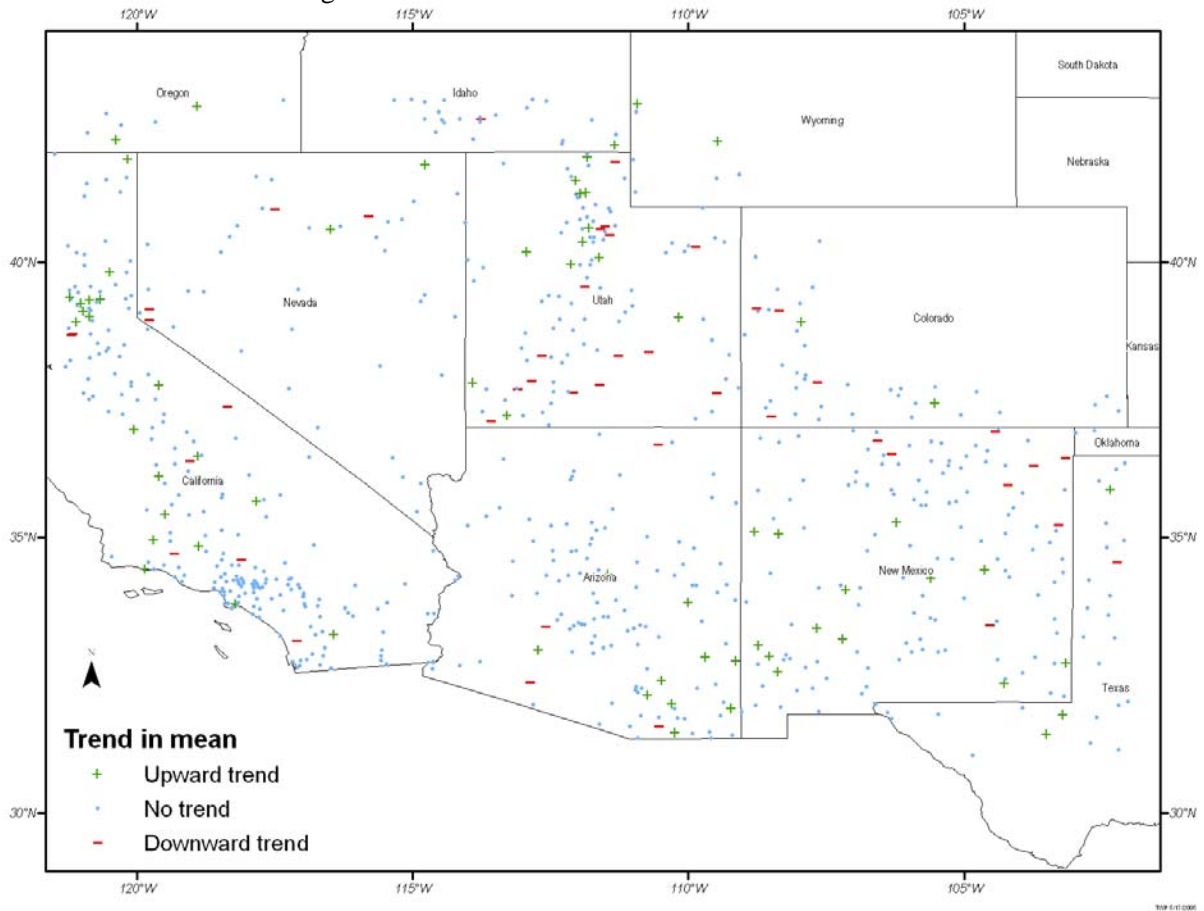 120°W 115°W 110°W 105°W
South Dakota
Oregon Idaho
Wyoming
Nebraska
40°N 40°N
Nevada Utah
Colorado
Kansas
Oklahoma
California
35°N 35°N
Arizona New Mexico
N
Texas
Trend in mean
Upward trend
No trend
Downward trend
30°N 30°N
120°W 115°W 110°W 105°W